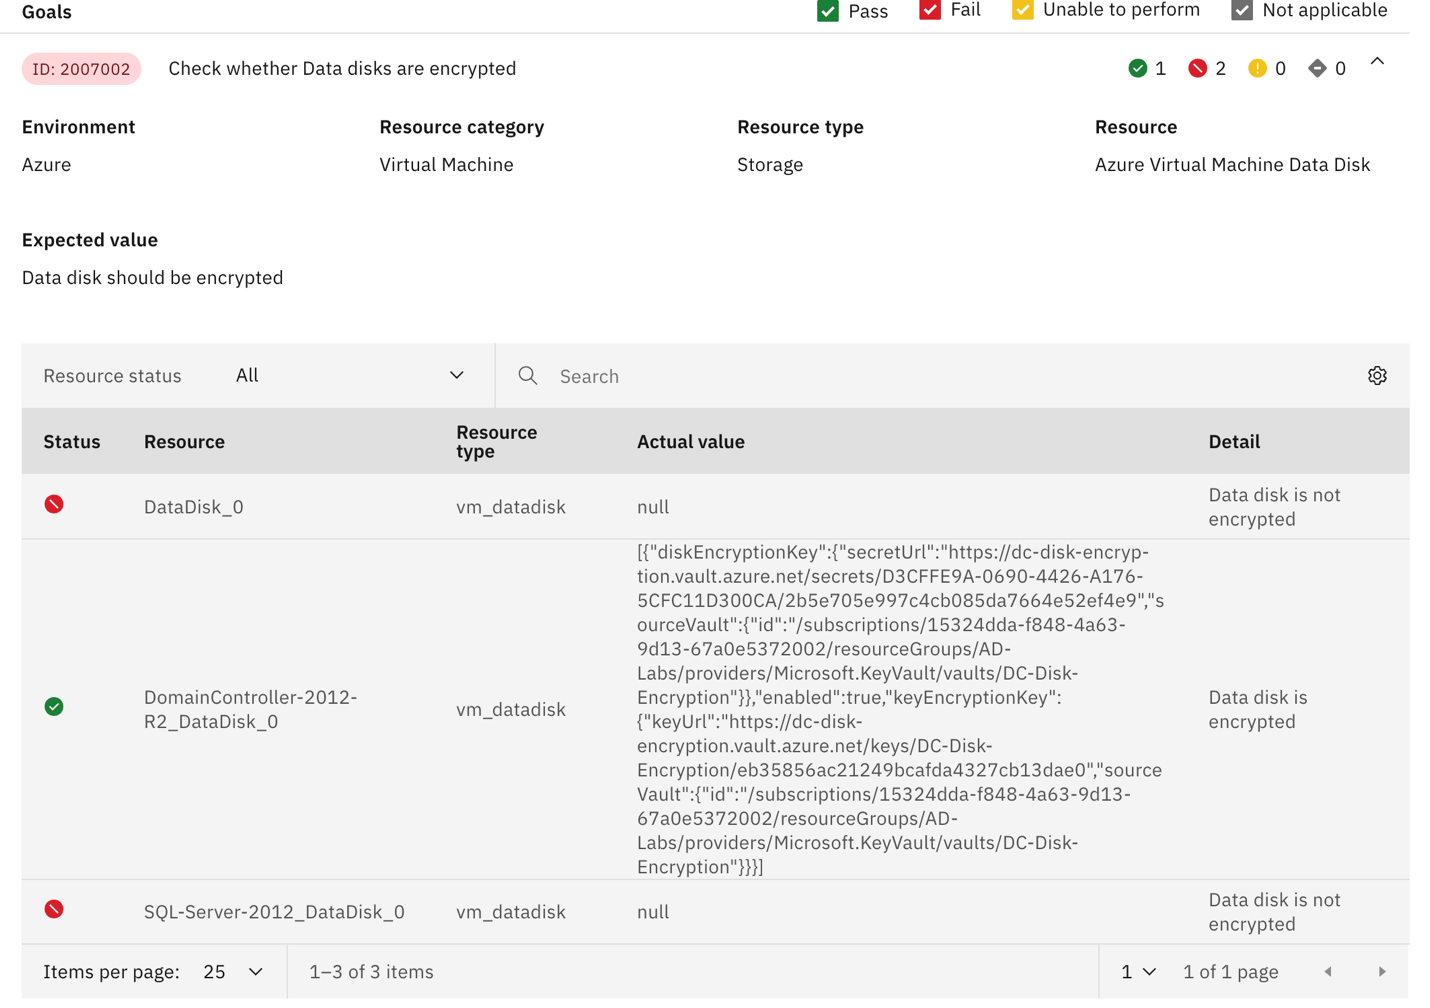 Goals
Pass
Fail
Unable to perform
Not applicable
ID: 2007002
Check whether Data disks are encrypted
1
2
0
0
Environment
Resource category
Resource type
Resource
Azure
Virtual Machine
Storage
Azure Virtual Machine Data Disk
Expected value
Data disk should be encrypted
Resource status
All
Search
Status
Resource
Resource
type
Actual value
Detail
DataDisk_0
vm_datadisk
null
Data disk is not
encrypted
DomainController-2012-
R2_DataDisk_0
vm_datadisk
[{"diskEncryptionKey":{"secretUrl":"https://dc-disk-encryp-
tion.vault.azure.net/secrets/D3CFFE9A-0690-4426-A176-
5CFC11D300CA/2b5e705e997c4cb085da7664e52ef4e9","s
ourceVault":{"id":"/subscriptions/15324dda-f848-4a63-
9d13-67a0e5372002/resourceGroups/AD-
Labs/providers/Microsoft.KeyVault/vaults/DC-Disk-
Encryption"}},"enabled":true,"keyEncryptionKey":
{"keyUrl":"https://dc-disk-
encryption.vault.azure.net/keys/DC-Disk-
Encryption/eb35856ac21249bcafda4327cb13dae0","source
Vault":{"id":"/subscriptions/15324dda-f848-4a63-9d13-
67a0e5372002/resourceGroups/AD-
Labs/providers/Microsoft.KeyVault/vaults/DC-Disk-
Encryption"}}}]
Data disk is
encrypted
SQL-Server-2012_DataDisk_0
vm_datadisk
null
Data disk is not
encrypted
Items per page:
25
1–3 of 3 items
1
1 of 1 page